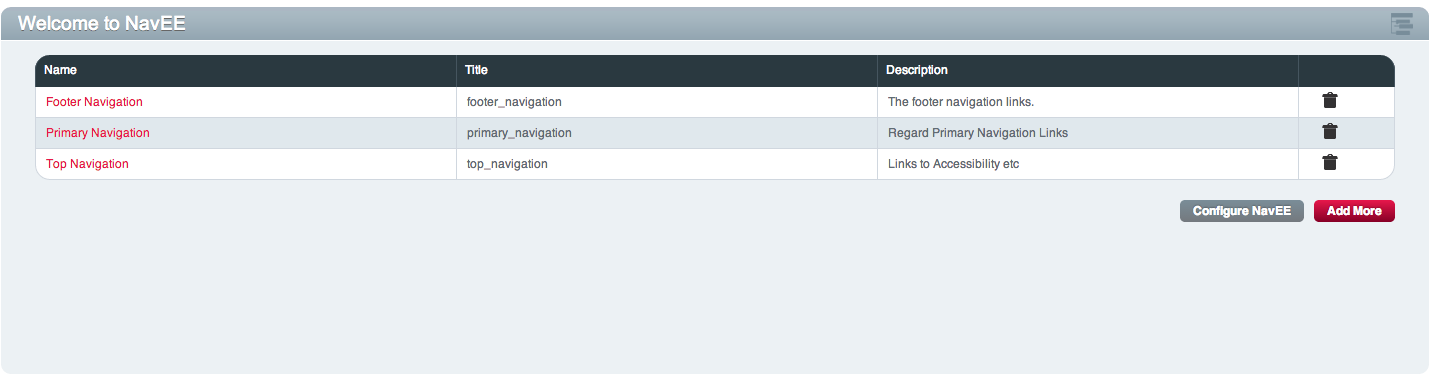 Welcome to NavEE
Name Title Description
Footer Navigation footer_navigation The footer navigation links.
Primary Navigation primary_navigation Regard Primary Navigation Links
Top Navigation top_navigation Links to Accessibility etc
Configure NavEE Add More